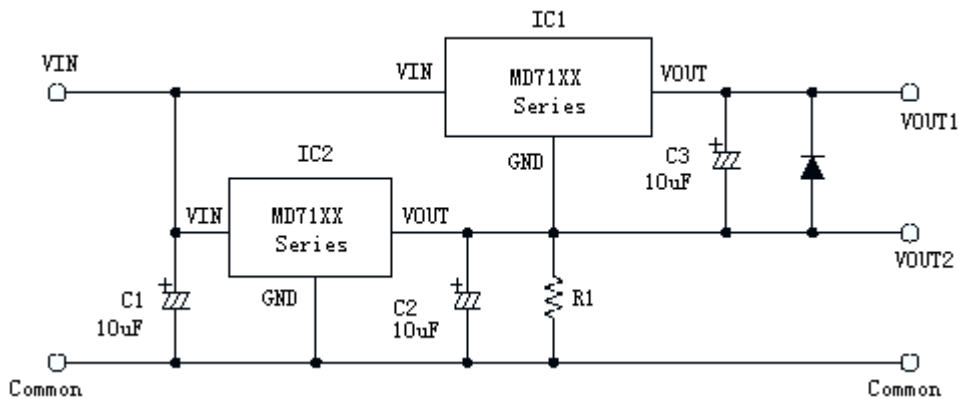 IC1
VIN
VIN
MD71XX
Series
VOUT
VOUT1
GND
C3
10uF
IC2
VIN
MD71XX
Series
VOUT
VOUT2
GND
C1
10uF
C2
10uF
R1
Common
Common